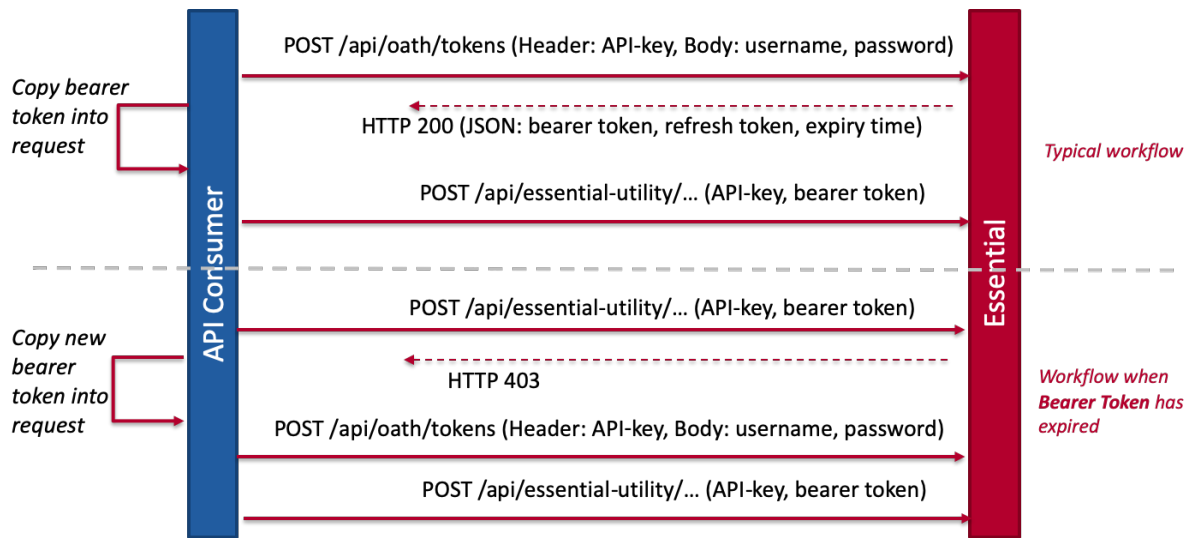 POST /api/oath/tokens (Header: API-key, Body: username, password)
Copy bearer
token into
request
HTTP 200 (JSON: bearer token, refresh token, expiry time)
Typical workflow
POST /api/essential-utility/… (API-key, bearer token)
API Consumer
Essential
POST /api/essential-utility/… (API-key, bearer token)
Copy new
bearer
token into
request
HTTP 403
Workflow when
Bearer Token has
expired
POST /api/oath/tokens (Header: API-key, Body: username, password)
POST /api/essential-utility/… (API-key, bearer token)